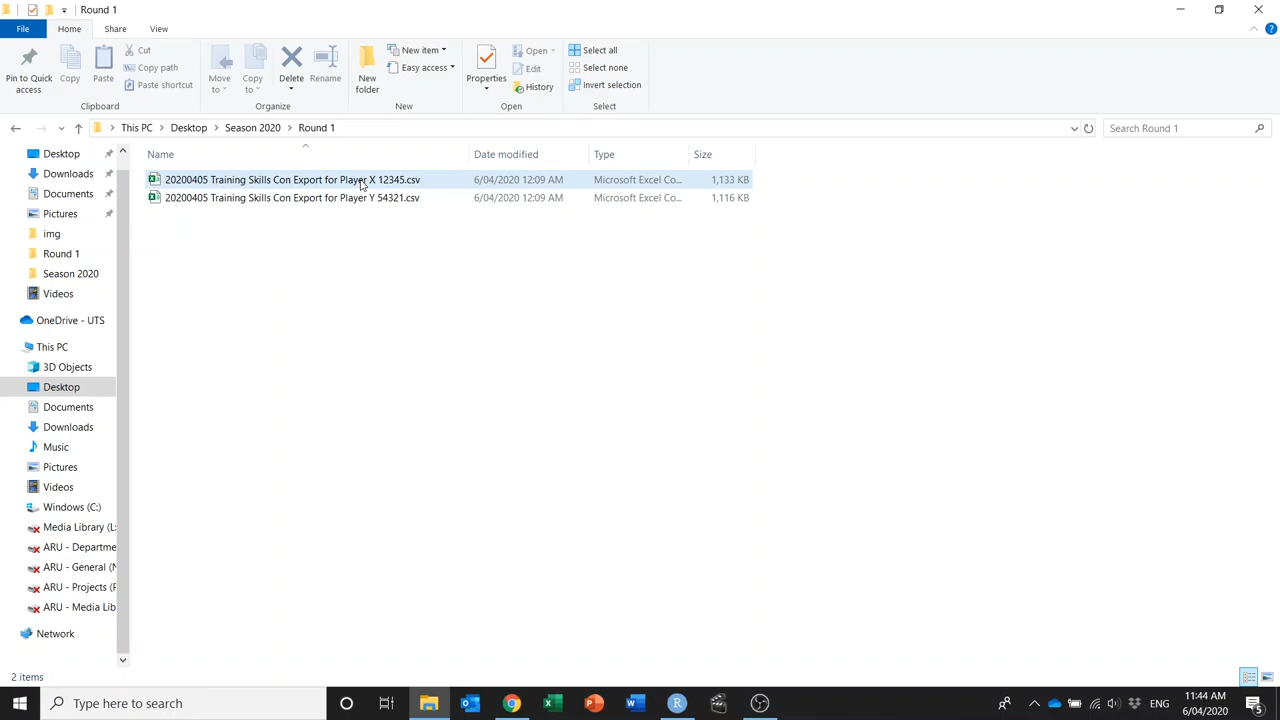 Round 1
File
Home
Share
View
Pin to Quick access
Copy
Paste
Cut
Copy path
Paste shortcut
Clipboard
Move to
Copy to
Delete
Rename
Organize
New folder
New item
Easy access
New
Properties
Open
Edit
History
Open
Select all
Select none
Invert selection
Select
This PC
Desktop
Season 2020
Round 1
Search Round 1
Name
Date modified
Type
Size
20200405 Training Skills Con Export for Player X 12345.csv 6/04/2020 12:09 AM Microsoft Excel Co... 1,133 KB
20200405 Training Skills Con Export for Player Y 54321.csv 6/04/2020 12:09 AM Microsoft Excel Co... 1,116 KB
Desktop
Downloads
Documents
Pictures
img
Round 1
Season 2020
Videos
OneDrive - UTS
This PC
3D Objects
Desktop
Documents
Downloads
Music
Pictures
Videos
Windows (C:)
Media Library (L:
ARU - Departme
ARU - General (N
ARU - Projects (P
ARU - Media Lib
Network
2 items
Type here to search
ENG
11:44 AM
6/04/2020
5